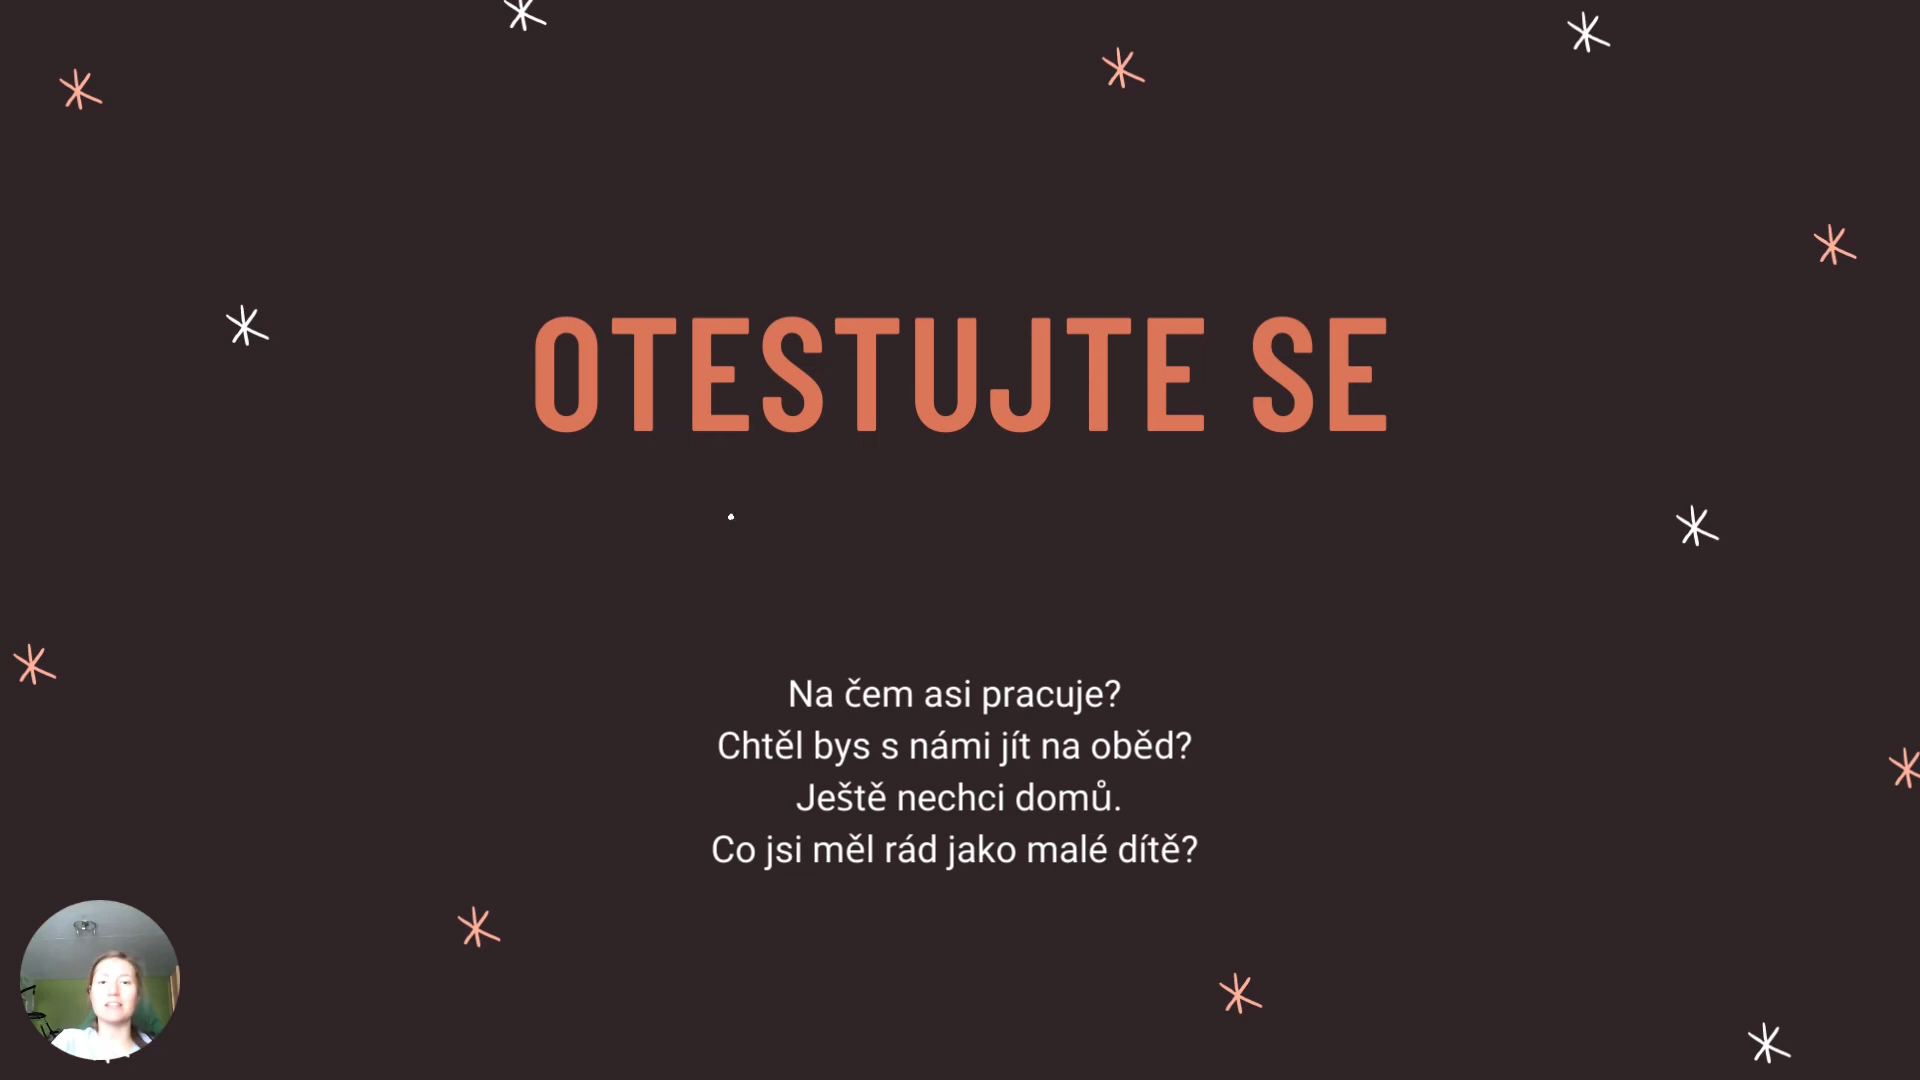 OTESTUJTE SE
Na čem asi pracuje?
Chtěl bys s námi jít na oběd?
Ještě nechci domů.
Co jsi měl rád jako malé dítě?